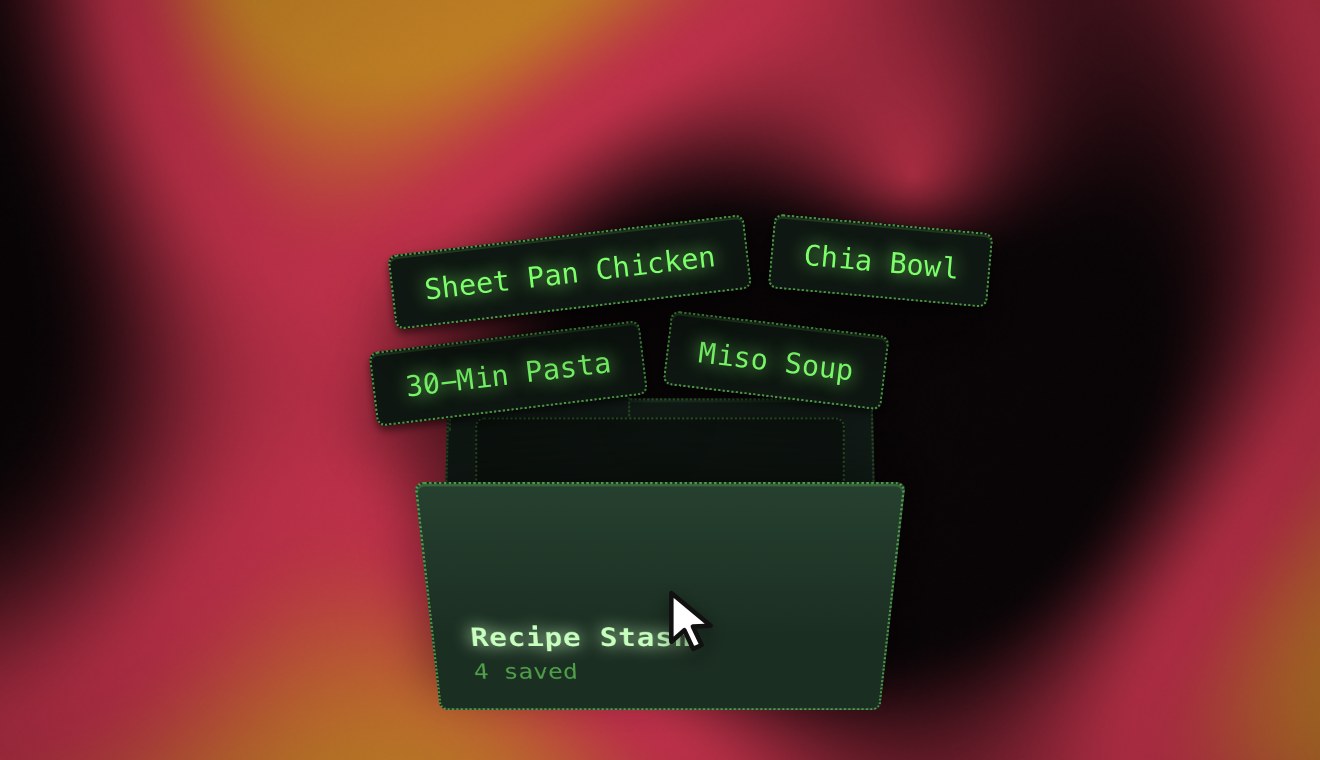 Sheet Pan Chicken
Chia Bowl
30-Min Pasta
Miso Soup
Recipe Stash
4 saved